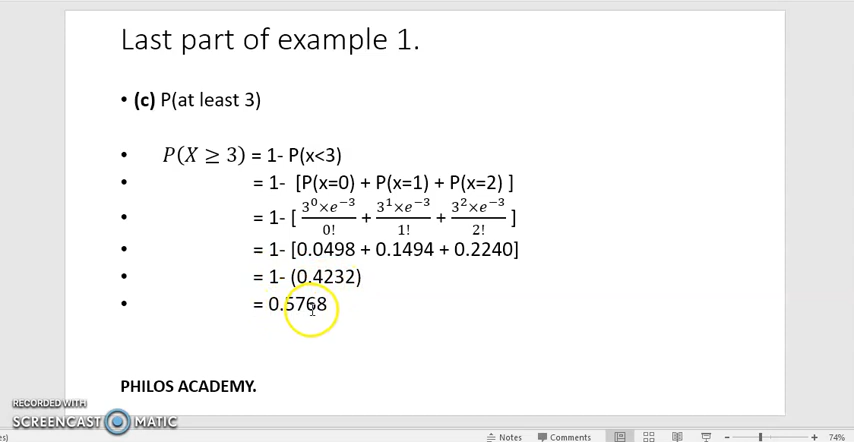 Last part of example 1.
• (c) P(at least 3)
• P(X ≥ 3) = 1- P(x<3)
• = 1- [P(x=0) + P(x=1) + P(x=2) ]
• = 1- [ 3⁰×e⁻³/0! + 3¹×e⁻³/1! + 3²×e⁻³/2! ]
• = 1- [0.0498 + 0.1494 + 0.2240]
• = 1- (0.4232)
• = 0.5768
PHILOS ACADEMY.
RECORDED WITH
SCREENCAST MATIC
es) Notes Comments 74%